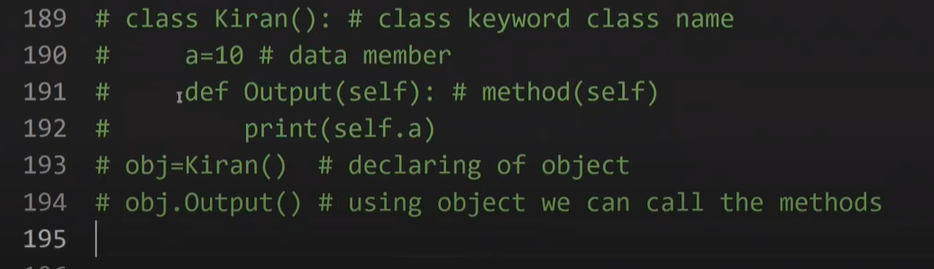 189 # class Kiran(): # class keyword class name
190 #     a=10 # data member
191 #     def Output(self): # method(self)
192 #         print(self.a)
193 # obj=Kiran()  # declaring of object
194 # obj.Output() # using object we can call the methods
195